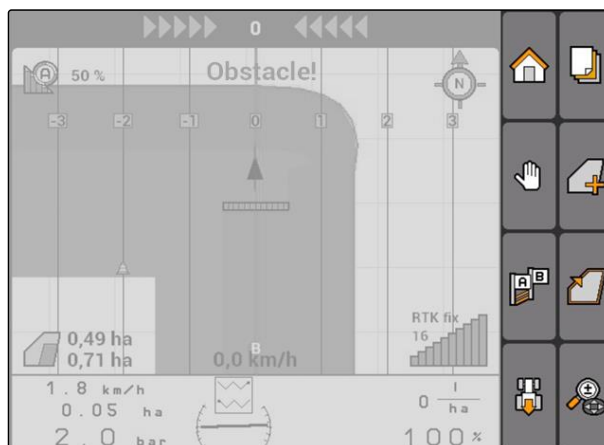 0
A 50 %
Obstacle!
N
-3 -2 -1 0 1 2 3
A
RTK fix
16
0,49 ha
0,71 ha
B
0,0 km/h
1.8 km/h
0.05 ha
2.0 bar
0 l/ha
100 %
A B